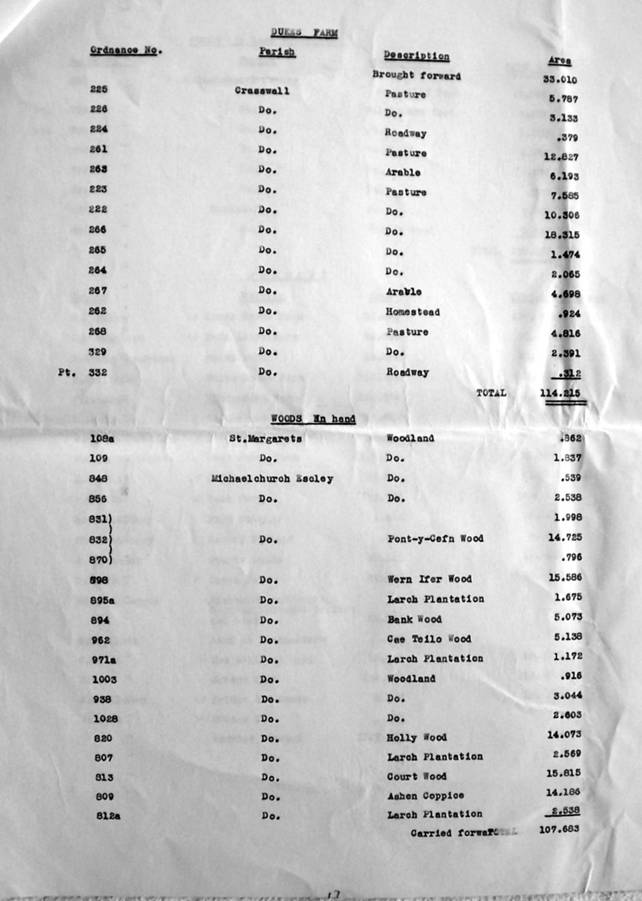 DUKES FARM
Ordnance No. Parish Description Area
Brought forward 33.010
225 Crasswall Pasture 5.787
226 Do. Do. 3.133
224 Do. Roadway .379
261 Do. Pasture 12.827
263 Do. Arable 6.193
223 Do. Pasture 7.585
222 Do. Do. 10.306
266 Do. Do. 18.315
265 Do. Do. 1.474
264 Do. Do. 2.065
267 Do. Arable 4.698
262 Do. Homestead .924
268 Do. Pasture 4.816
329 Do. Do. 2.391
Pt. 332 Do. Roadway .312
TOTAL 114.215
WOODS in hand
108a St.Margarets Woodland .862
109 Do. Do. 1.837
848 Michaelchurch Escley Do. .539
856 Do. Do. 2.538
831) 1.998
832) Do. Pont-y-Cefn Wood 14.725
870) .796
898 Do. Wern Ifer Wood 15.586
895a Do. Larch Plantation 1.675
894 Do. Bank Wood 5.073
962 Do. Cae Teilo Wood 5.138
971a Do. Larch Plantation 1.172
1003 Do. Woodland .916
938 Do. Do. 3.044
1028 Do. Do. 2.603
820 Do. Holly Wood 14.073
807 Do. Larch Plantation 2.569
813 Do. Court Wood 15.815
809 Do. Ashen Coppice 14.186
812a Do. Larch Plantation 2.538
Carried forward 107.683